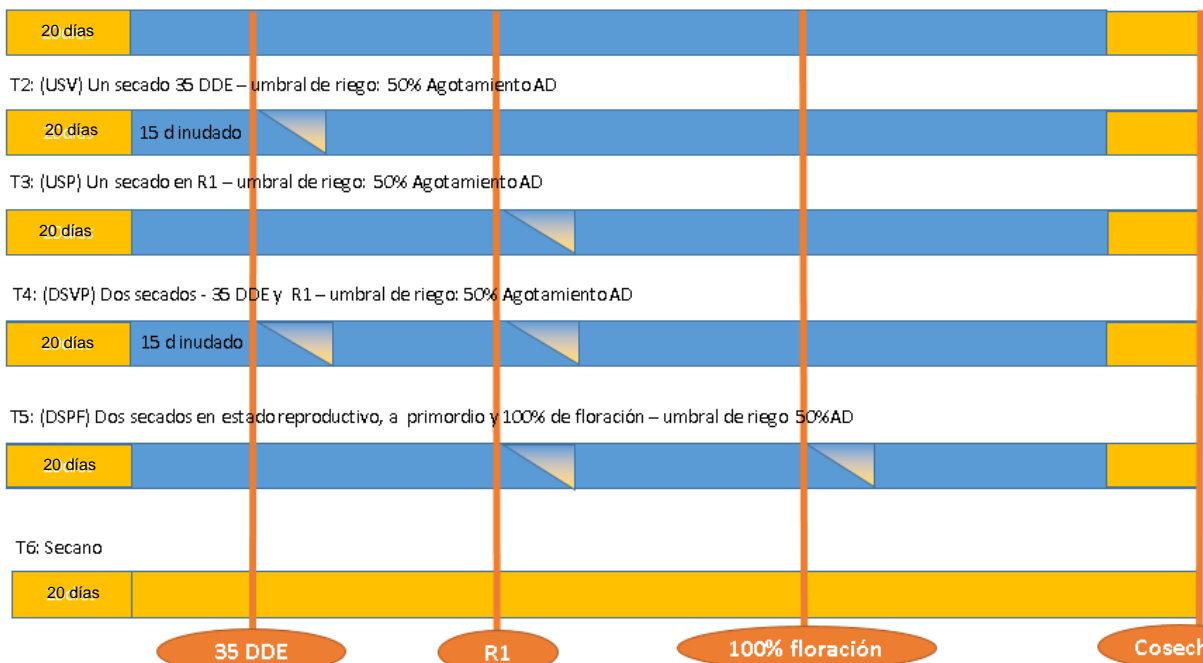 20 días
T2: (USV) Un secado 35 DDE – umbral de riego: 50% Agotamiento AD
20 días 15 d inudado
T3: (USP) Un secado en R1 – umbral de riego: 50% Agotamiento AD
20 días
T4: (DSVP) Dos secados - 35 DDE y R1 – umbral de riego: 50% Agotamiento AD
20 días 15 d inudado
T5: (DSPF) Dos secados en estado reproductivo, a primordio y 100% de floración – umbral de riego 50%AD
20 días
T6: Secano
20 días
35 DDE R1 100% floración Cosech